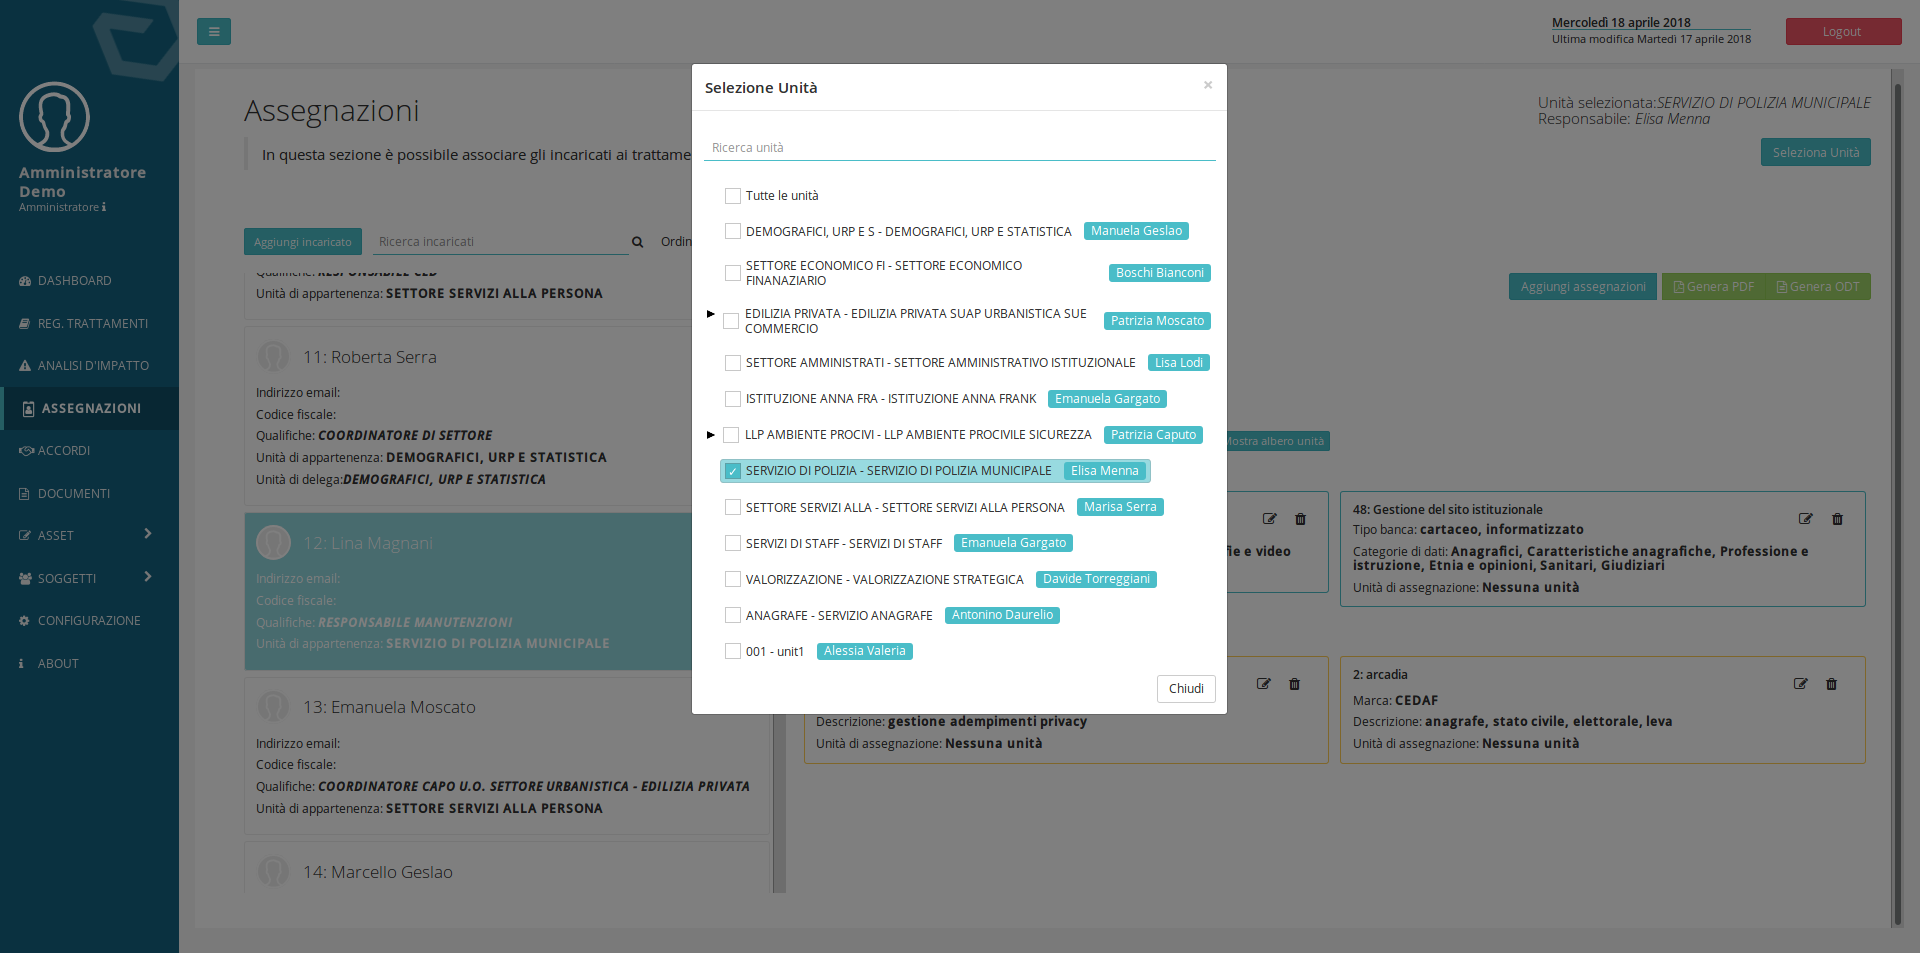 Amministratore
Demo
Amministratore
DASHBOARD
REG. TRATTAMENTI
ANALISI D'IMPATTO
ASSEGNAZIONI
ACCORDI
DOCUMENTI
ASSET
SOGGETTI
CONFIGURAZIONE
ABOUT
Mercoledì 18 aprile 2018
Ultima modifica Martedì 17 aprile 2018
Logout
Assegnazioni
In questa sezione è possibile associare gli incaricati ai trattame
Unità selezionata:SERVIZIO DI POLIZIA MUNICIPALE
Responsabile: Elisa Menna
Seleziona Unità
Aggiungi incaricato
Ricerca incaricati
Ordin
Qualifiche: RESPONSABILE CED
Unità di appartenenza: SETTORE SERVIZI ALLA PERSONA
11: Roberta Serra
Indirizzo email:
Codice fiscale:
Qualifiche: COORDINATORE DI SETTORE
Unità di appartenenza: DEMOGRAFICI, URP E STATISTICA
Unità di delega:DEMOGRAFICI, URP E STATISTICA
12: Lina Magnani
Indirizzo email:
Codice fiscale:
Qualifiche: RESPONSABILE MANUTENZIONI
Unità di appartenenza: SERVIZIO DI POLIZIA MUNICIPALE
13: Emanuela Moscato
Indirizzo email:
Codice fiscale:
Qualifiche: COORDINATORE CAPO U.O. SETTORE URBANISTICA - EDILIZIA PRIVATA
Unità di appartenenza: SETTORE SERVIZI ALLA PERSONA
14: Marcello Geslao
Selezione Unità
×
Ricerca unità
Tutte le unità
DEMOGRAFICI, URP E S - DEMOGRAFICI, URP E STATISTICA Manuela Geslao
SETTORE ECONOMICO FI - SETTORE ECONOMICO
FINANAZIARIO Boschi Bianconi
EDILIZIA PRIVATA - EDILIZIA PRIVATA SUAP URBANISTICA SUE
COMMERCIO Patrizia Moscato
SETTORE AMMINISTRATI - SETTORE AMMINISTRATIVO ISTITUZIONALE Lisa Lodi
ISTITUZIONE ANNA FRA - ISTITUZIONE ANNA FRANK Emanuela Gargato
LLP AMBIENTE PROCIVI - LLP AMBIENTE PROCIVILE SICUREZZA Patrizia Caputo
SERVIZIO DI POLIZIA - SERVIZIO DI POLIZIA MUNICIPALE Elisa Menna
SETTORE SERVIZI ALLA - SETTORE SERVIZI ALLA PERSONA Marisa Serra
SERVIZI DI STAFF - SERVIZI DI STAFF Emanuela Gargato
VALORIZZAZIONE - VALORIZZAZIONE STRATEGICA Davide Torreggiani
ANAGRAFE - SERVIZIO ANAGRAFE Antonino Daurelio
001 - unit1 Alessia Valeria
Chiudi
Aggiungi assegnazioni
Genera PDF
Genera ODT
Mostra albero unità
ie e video
48: Gestione del sito istituzionale
Tipo banca: cartaceo, informatizzato
Categorie di dati: Anagrafici, Caratteristiche anagrafiche, Professione e
istruzione, Etnia e opinioni, Sanitari, Giudiziari
Unità di assegnazione: Nessuna unità
Descrizione: gestione adempimenti privacy
Unità di assegnazione: Nessuna unità
2: arcadia
Marca: CEDAF
Descrizione: anagrafe, stato civile, elettorale, leva
Unità di assegnazione: Nessuna unità